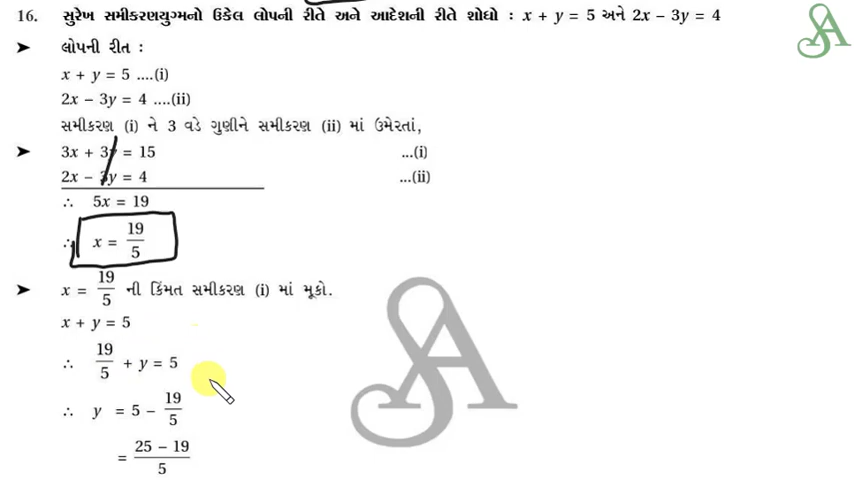 16. સુરેખ સમીકરણયુગ્મનો ઉકેલ લોપની રીતે અને આદેશની રીતે શોધો : x + y = 5 અને 2x – 3y = 4
➤ લોપની રીત :
x + y = 5 ....(i)
2x – 3y = 4 ....(ii)
સમીકરણ (i) ને 3 વડે ગુણીને સમીકરણ (ii) માં ઉમેરતાં,
➤ 3x + 3y = 15 ...(i)
2x – 3y = 4 ...(ii)
∴ 5x = 19
∴ x = 19/5
➤ x = 19/5 ની કિંમત સમીકરણ (i) માં મૂકો.
x + y = 5
∴ 19/5 + y = 5
∴ y = 5 – 19/5
= 25 – 19/5